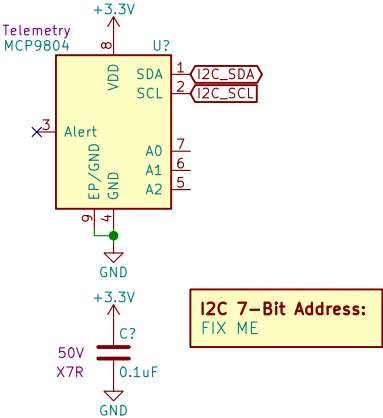 +3.3V
Telemetry
MCP9804
U?
8
VDD
SDA
1
I2C_SDA
SCL
2
I2C_SCL
3
Alert
A0
7
A1
6
A2
5
EP/GND
GND
9
4
GND
+3.3V
C?
50V
X7R
0.1uF
GND
I2C 7-Bit Address:
FIX ME